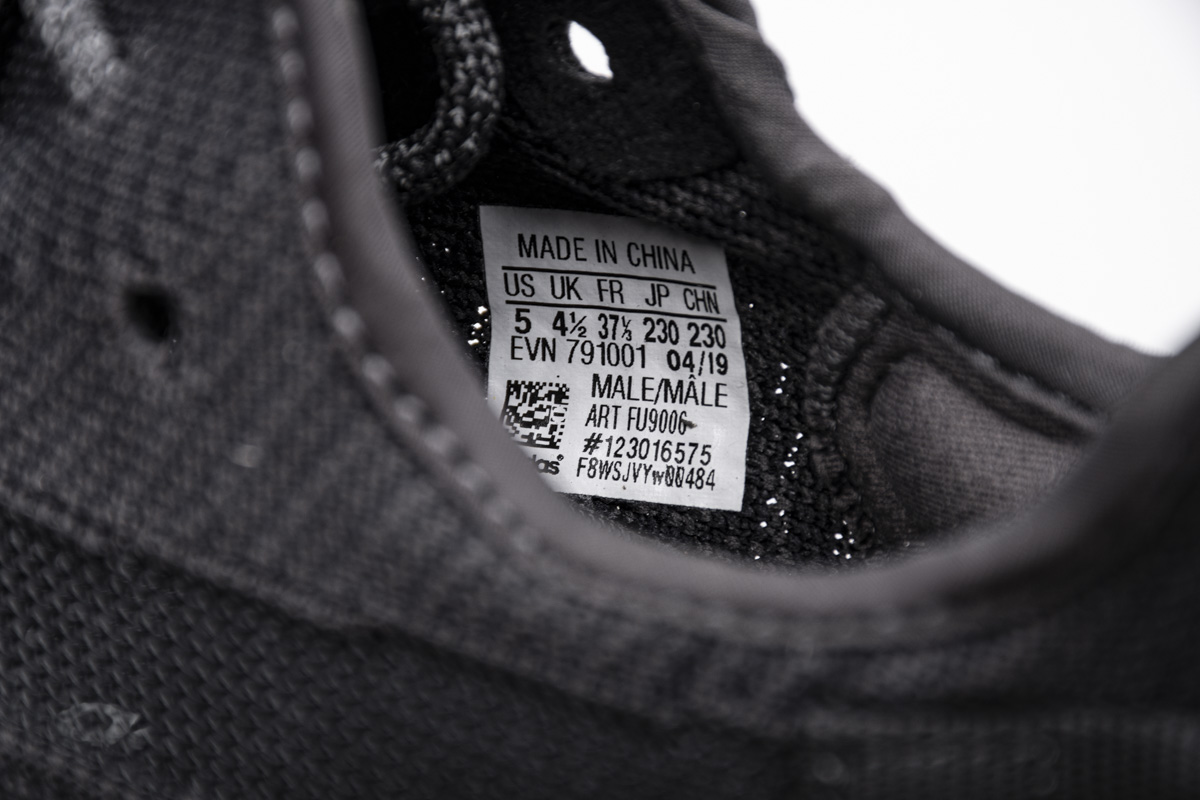 MADE IN CHINA
US UK FR JP CHN
5 4½ 37⅓ 230 230
EVN 791001 04/19
MALE/MÂLE
ART FU9006
#123016575
F8WSJVYw00484